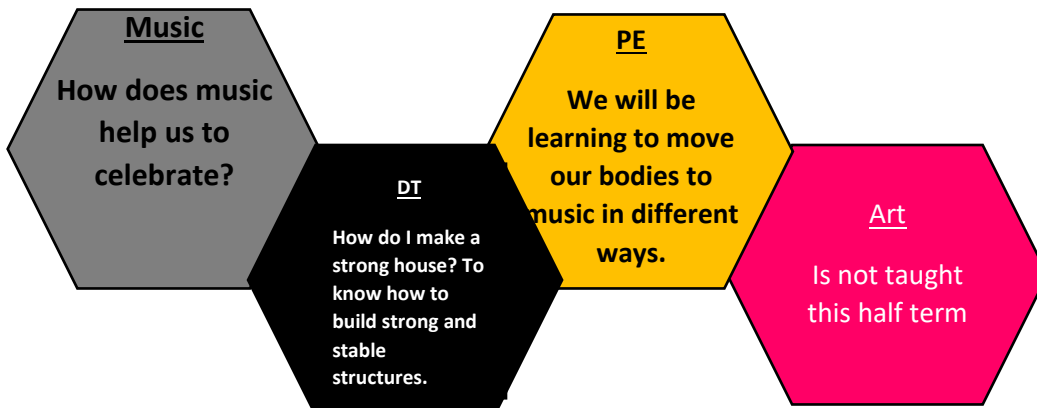 Music
How does music
help us to
celebrate?
DT
How do I make a
strong house? To
know how to
build strong and
stable
structures.
PE
We will be
learning to move
our bodies to
music in different
ways.
Art
Is not taught
this half term